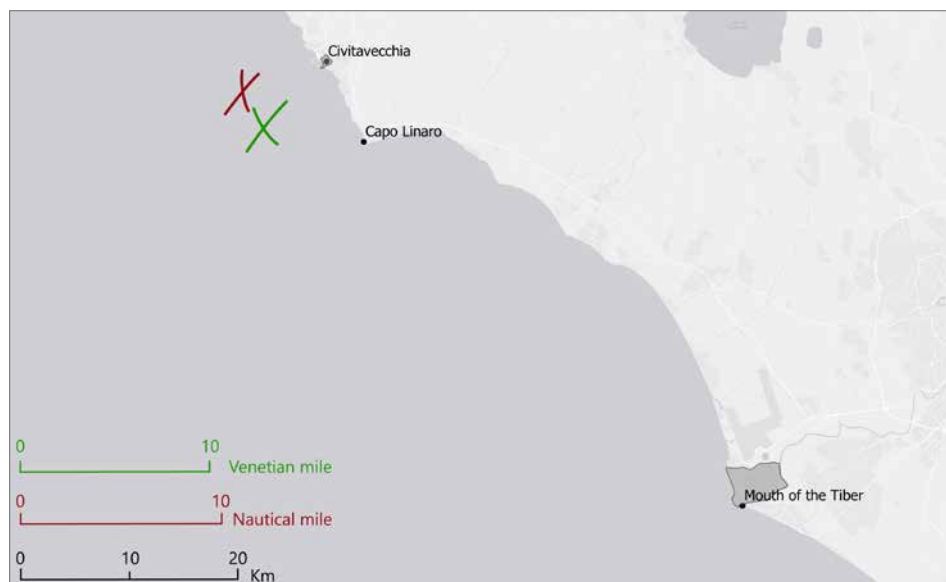 Civitavecchia
Capo Linaro
Mouth of the Tiber
0 10
Venetian mile
0 10
Nautical mile
0 10 20
Km